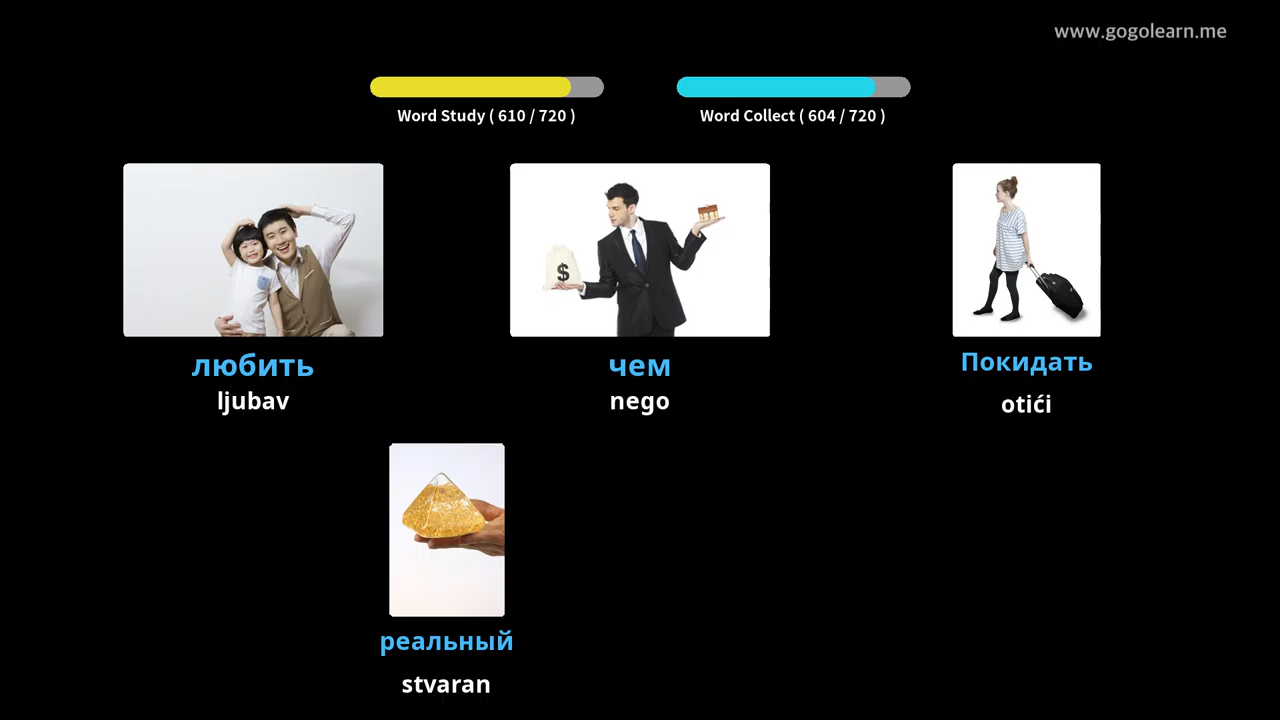 www.gogolearn.me
Word Study ( 610 / 720 )
Word Collect ( 604 / 720 )
$
любить
ljubav
чем
nego
Покидать
otići
реальный
stvaran